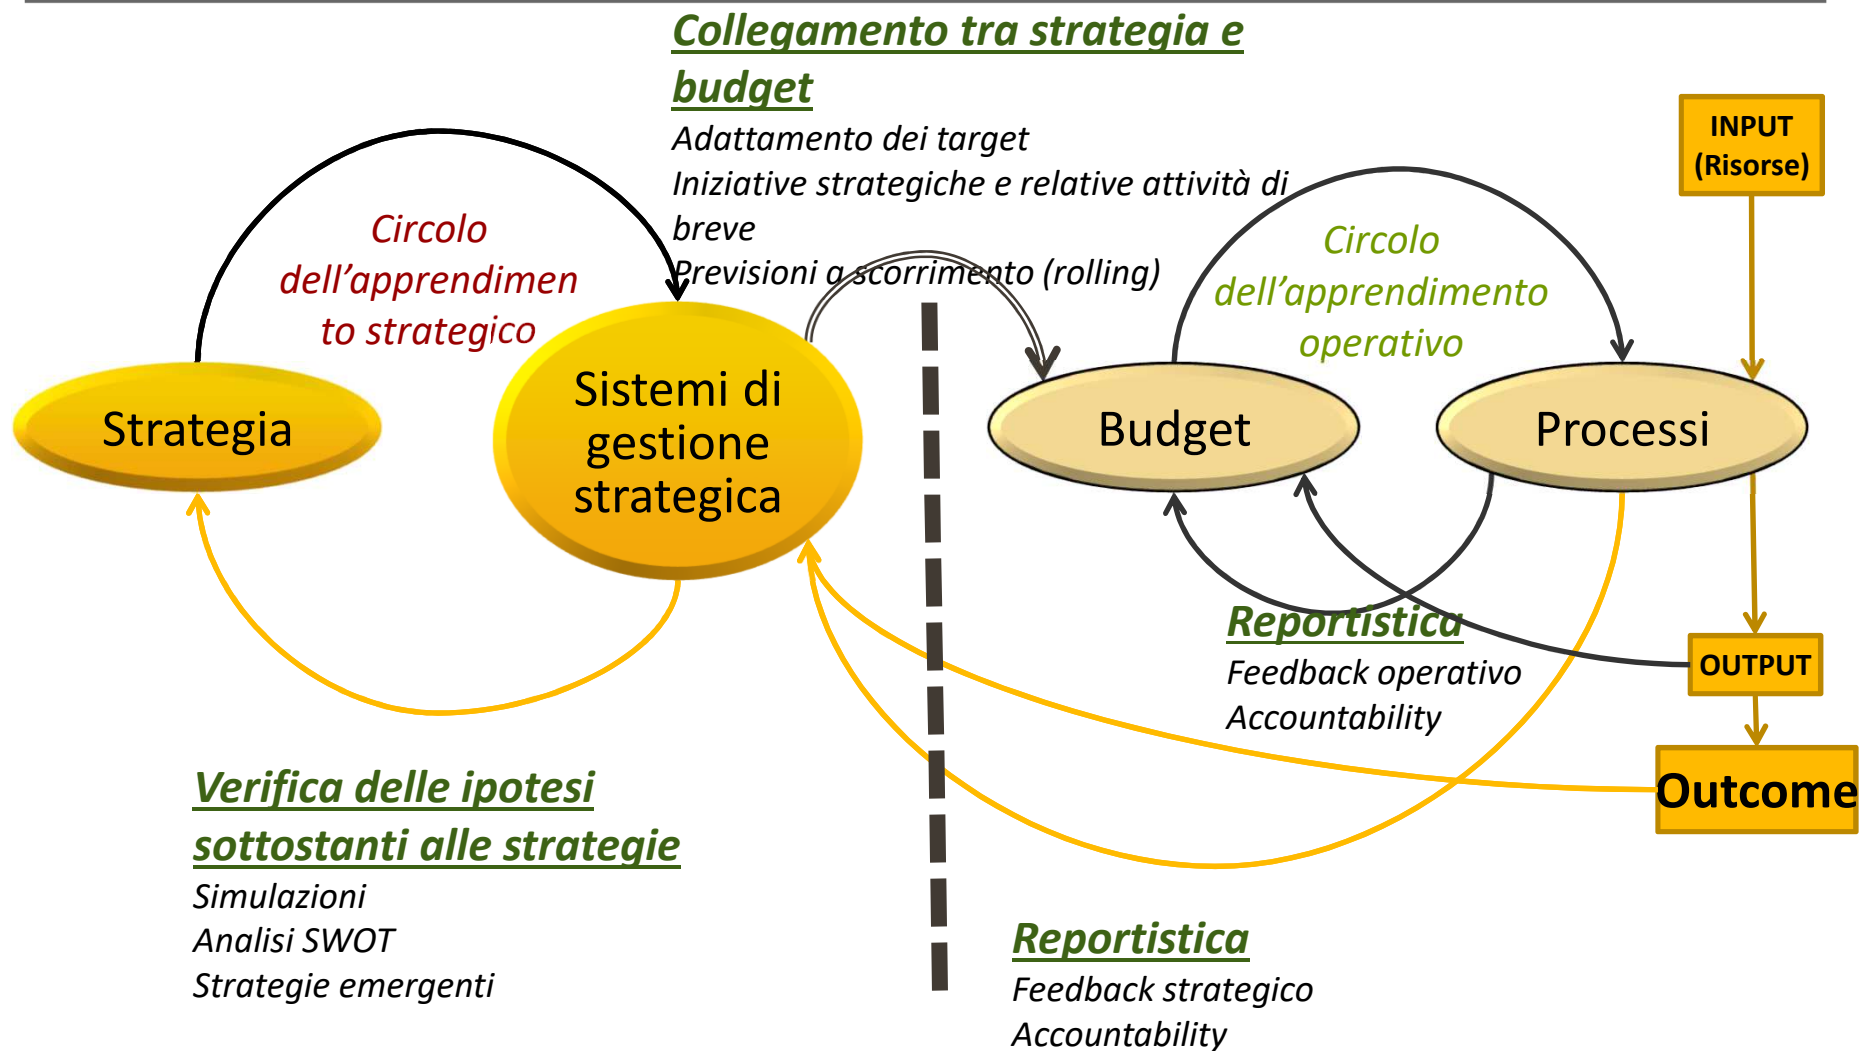 Collegamento tra strategia e
budget
Adattamento dei target
Iniziative strategiche e relative attività di
breve
Previsioni a scorrimento (rolling)
INPUT
(Risorse)
Circolo
dell’apprendimen
to strategico
Circolo
dell’apprendimento
operativo
Strategia
Sistemi di
gestione
strategica
Budget
Processi
Reportistica
Feedback operativo
Accountability
OUTPUT
Outcome
Verifica delle ipotesi
sottostanti alle strategie
Simulazioni
Analisi SWOT
Strategie emergenti
Reportistica
Feedback strategico
Accountability